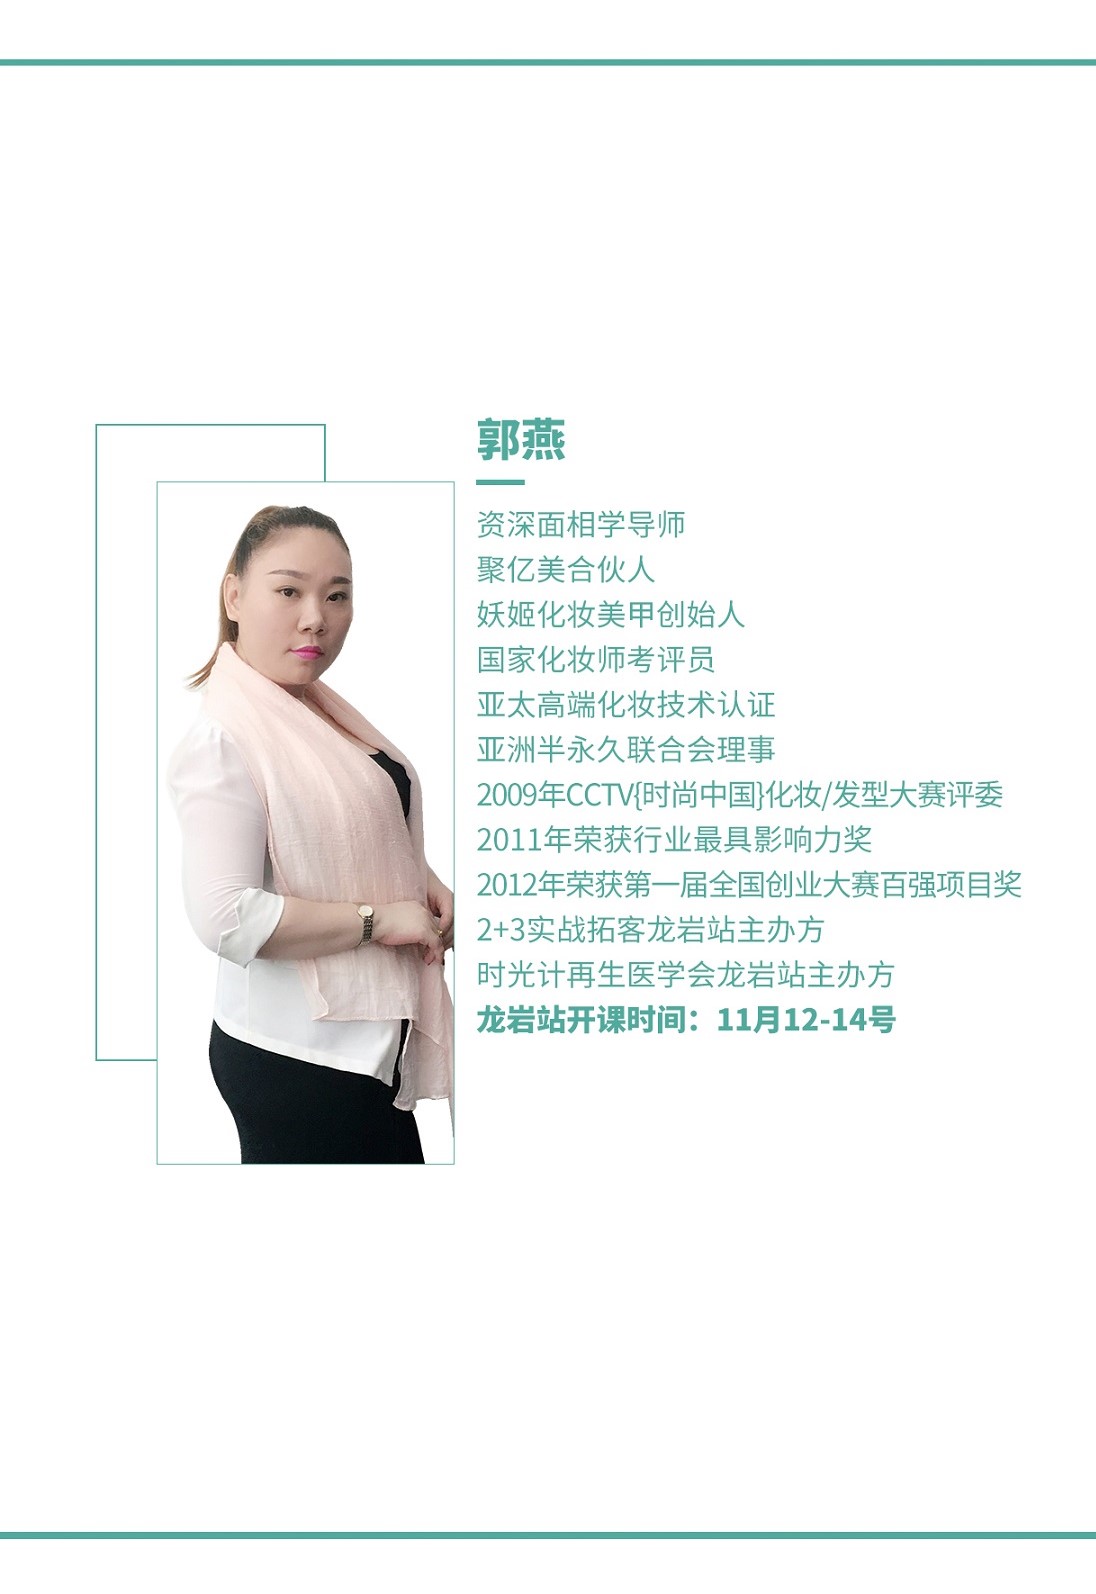 郭燕
资深面相学导师
聚亿美合伙人
妖姬化妆美甲创始人
国家化妆师考评员
亚太高端化妆技术认证
亚洲半永久联合会理事
2009年CCTV{时尚中国}化妆/发型大赛评委
2011年荣获行业最具影响力奖
2012年荣获第一届全国创业大赛百强项目奖
2+3实战拓客龙岩站主办方
时光计再生医学会龙岩站主办方
龙岩站开课时间：11月12-14号